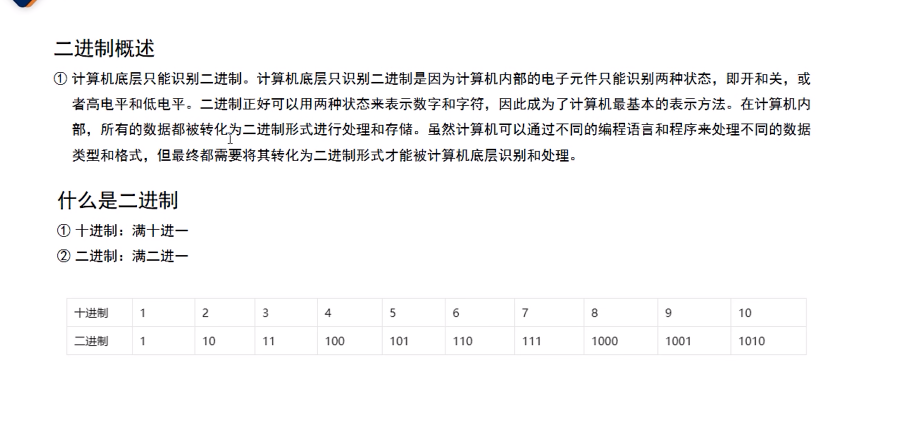 二进制概述
① 计算机底层只能识别二进制。计算机底层只识别二进制是因为计算机内部的电子元件只能识别两种状态，即开和关，或
者高电平和低电平。二进制正好可以用两种状态来表示数字和字符，因此成为了计算机最基本的表示方法。在计算机内
部，所有的数据都被转化为二进制形式进行处理和存储。虽然计算机可以通过不同的编程语言和程序来处理不同的数据
类型和格式，但最终都需要将其转化为二进制形式才能被计算机底层识别和处理。
什么是二进制
① 十进制：满十进一
② 二进制：满二进一
十进制 1 2 3 4 5 6 7 8 9 10
二进制 1 10 11 100 101 110 111 1000 1001 1010